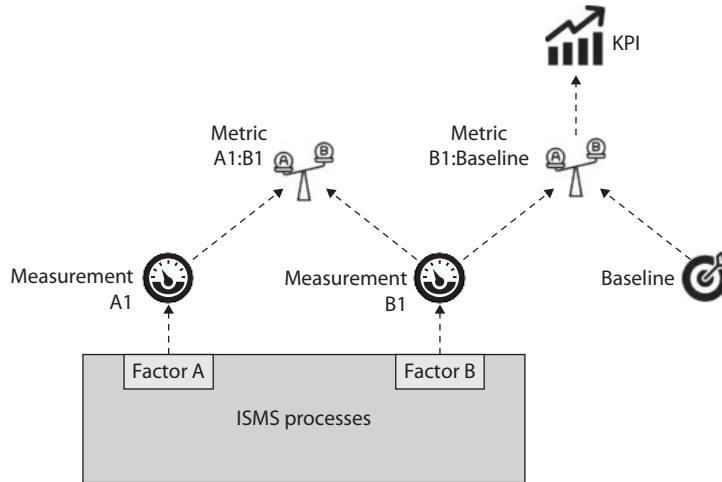 KPI
Metric
A1:B1
A
B
Metric
B1:Baseline
A
B
Measurement
A1
Measurement
B1
Baseline
Factor A
Factor B
ISMS processes